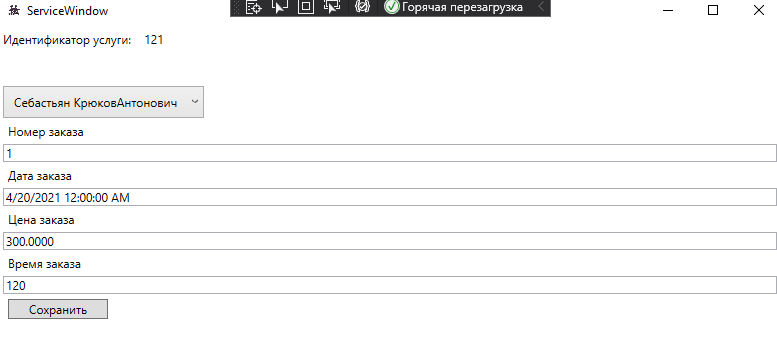 ServiceWindow
Горячая перезагрузка
Идентификатор услуги: 121
Себастьян КрюковАнтонович
Номер заказа
1
Дата заказа
4/20/2021 12:00:00 AM
Цена заказа
300.0000
Время заказа
120
Сохранить